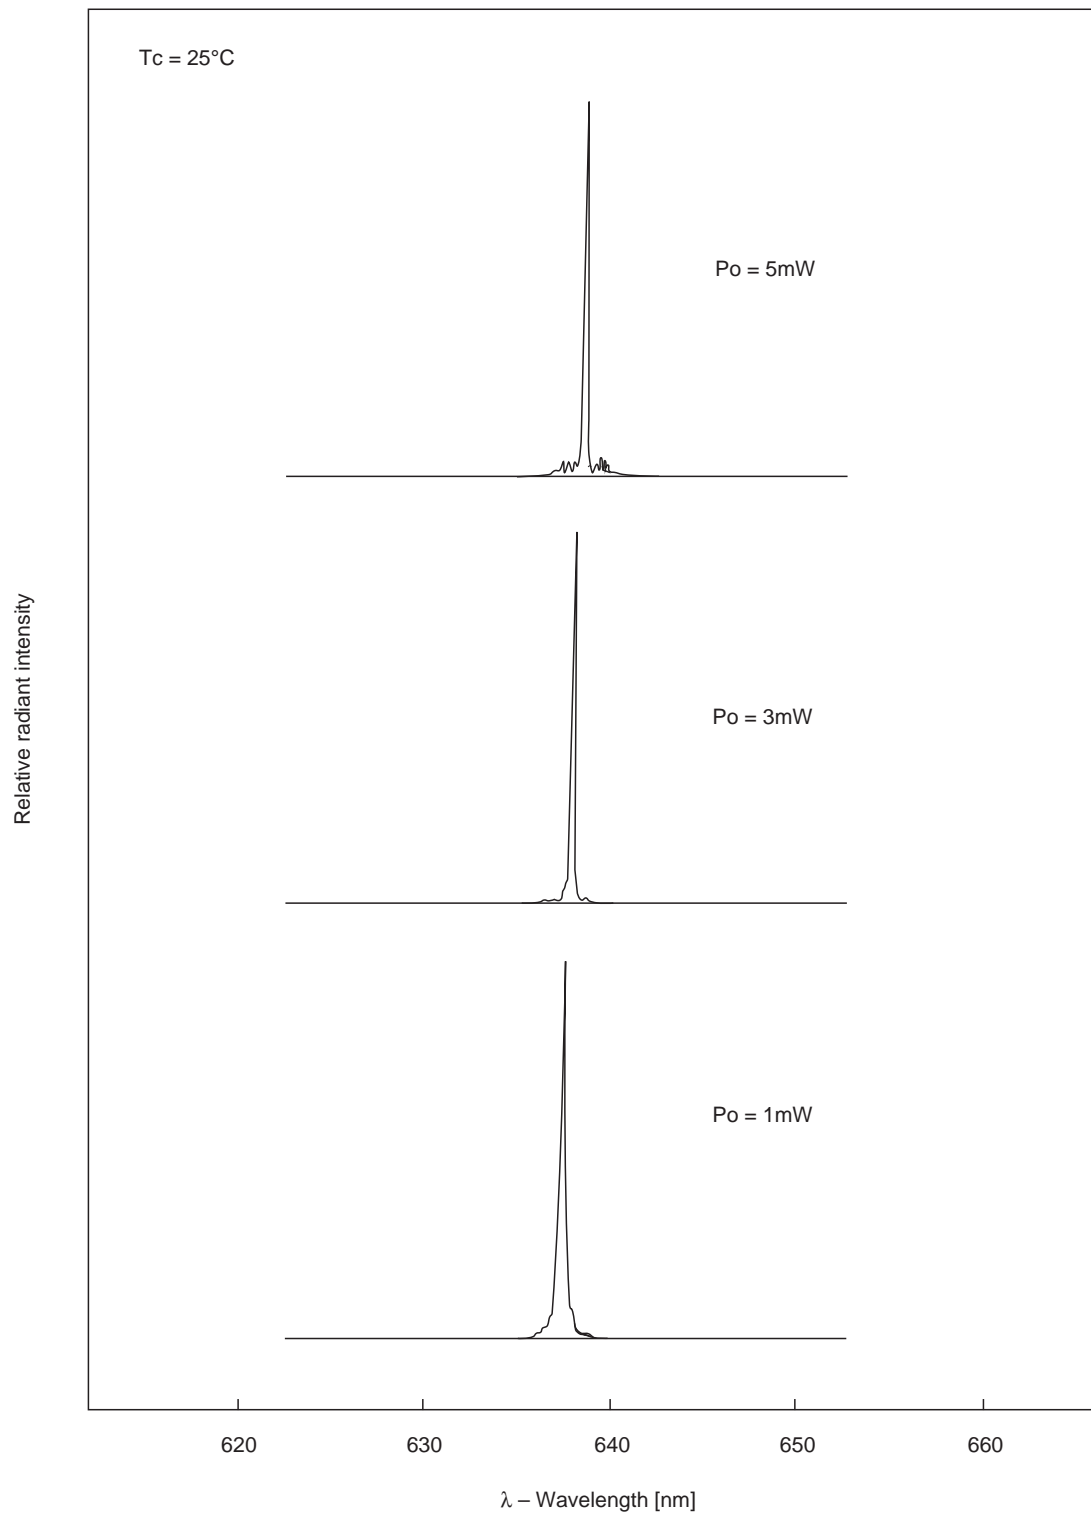 Tc = 25°C
Po = 5mW
Po = 3mW
Po = 1mW
Relative radiant intensity
620 630 640 650 660
λ – Wavelength [nm]